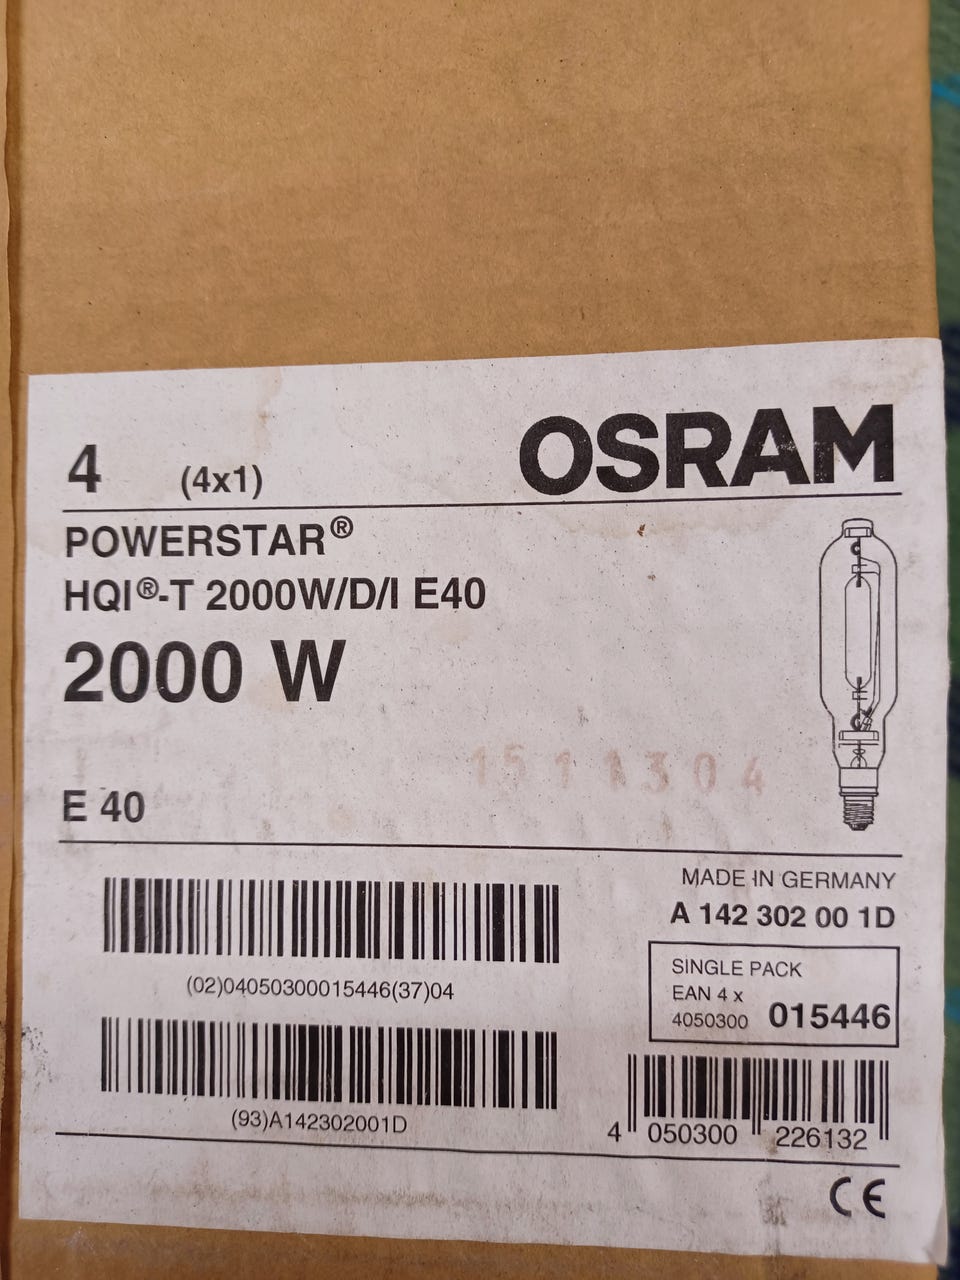 OSRAM
4 (4x1)
POWERSTAR®
HQI®-T 2000W/D/I E40
2000 W
1511304
E 40
MADE IN GERMANY
A 142 302 00 1D
(02)04050300015446(37)04
SINGLE PACK
EAN 4 x
4050300 015446
(93)A142302001D
4 050300 226132
CE